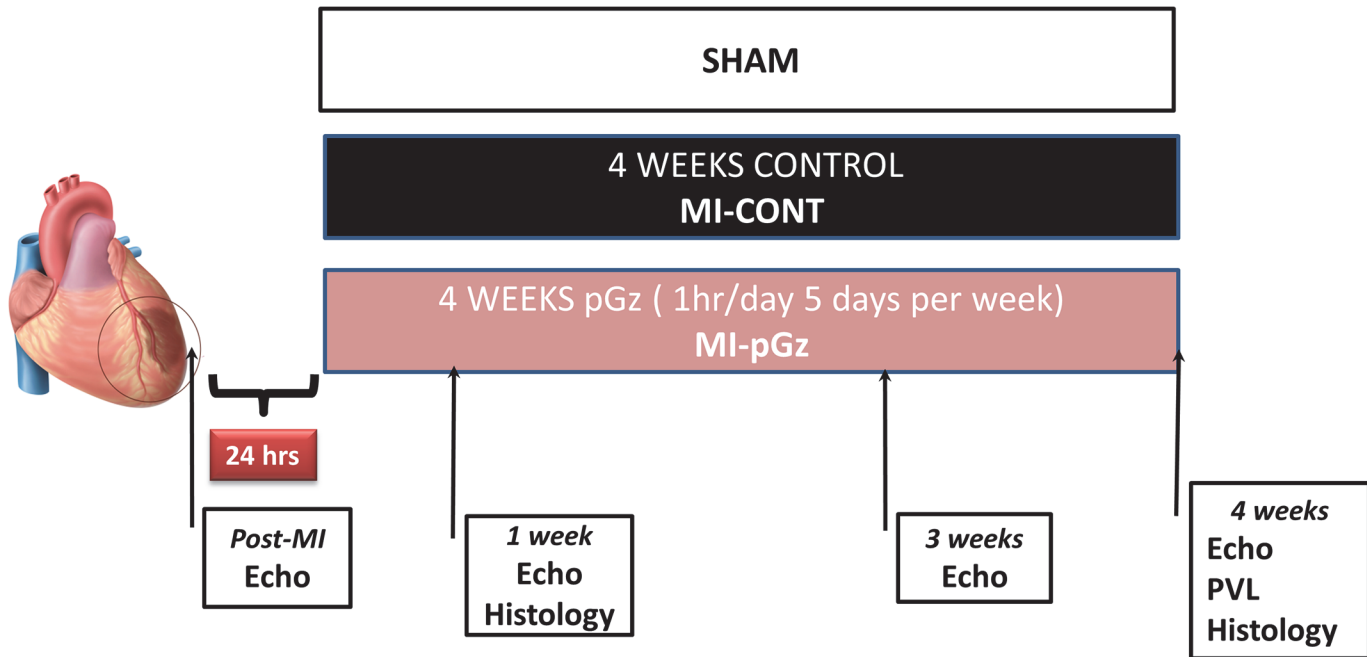 SHAM
4 WEEKS CONTROL
MI-CONT
4 WEEKS pGz ( 1hr/day 5 days per week)
MI-pGz
24 hrs
Post-MI
Echo
1 week
Echo
Histology
3 weeks
Echo
4 weeks
Echo
PVL
Histology